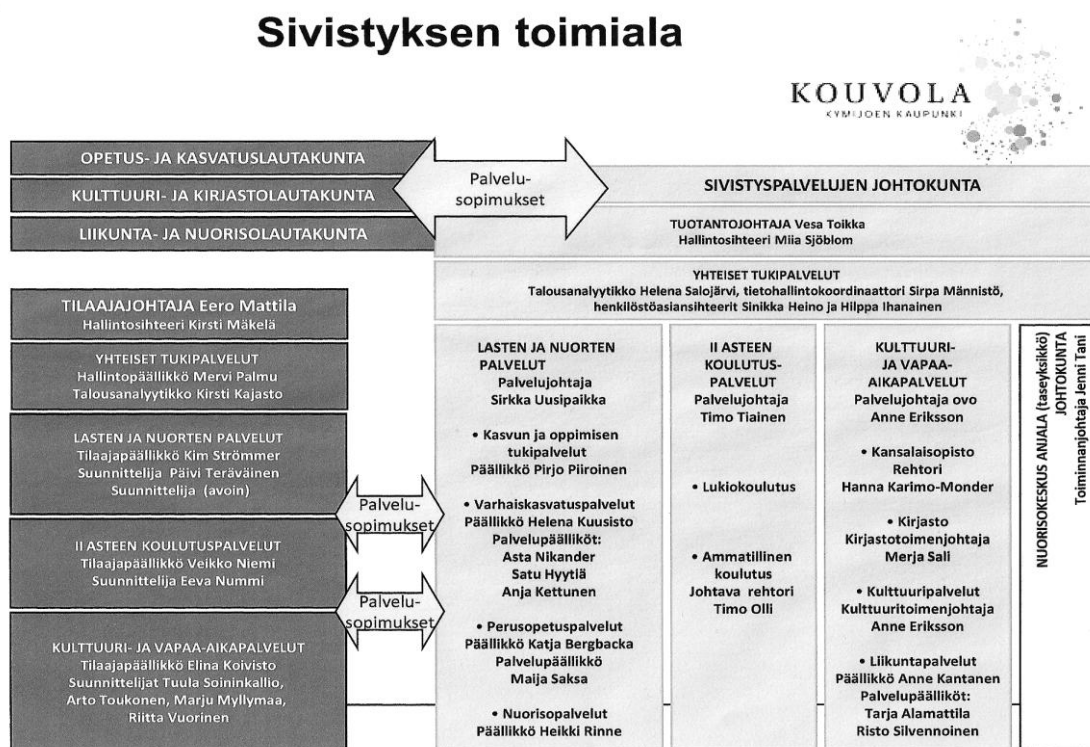 Sivistyksen toimiala
KOUVOLA
KYMIJOEN KAUPUNKI
OPETUS- JA KASVATUSLAUTAKUNTA
KULTTUURI- JA KIRJASTOLAUTAKUNTA
LIIKUNTA- JA NUORISOLAUTAKUNTA
Palvelu-
sopimukset
SIVISTYSPALVELUJEN JOHTOKUNTA
TUOTANTOJOHTAJA Vesa Toikka
Hallintosihteeri Miia Sjöblom
YHTEISET TUKIPALVELUT
Talousanalyytikko Helena Salojärvi, tietohallintokoordinaattori Sirpa Männistö,
henkilöstöasiansihteerit Sinikka Heino ja Hilppa Ihanainen
TILAAJAJOHTAJA Eero Mattila
Hallintosihteeri Kirsti Mäkelä
YHTEISET TUKIPALVELUT
Hallintopäällikkö Mervi Palmu
Talousanalyytikko Kirsti Kajasto
LASTEN JA NUORTEN PALVELUT
Tilaajapäällikkö Kim Strömmer
Suunnittelija Päivi Teräväinen
Suunnittelija (avoin)
II ASTEEN KOULUTUSPALVELUT
Tilaajapäällikkö Veikko Niemi
Suunnittelija Eeva Nummi
KULTTUURI- JA VAPAA-AIKAPALVELUT
Tilaajapäällikkö Elina Koivisto
Suunnittelijat Tuula Soininkallio,
Arto Toukonen, Marju Myllymaa,
Riitta Vuorinen
Palvelu-
sopimukset
Palvelu-
sopimukset
LASTEN JA NUORTEN
PALVELUT
Palvelujohtaja
Sirkka Uusipaikka
• Kasvun ja oppimisen
tukipalvelut
Päällikkö Pirjo Piiroinen
• Varhaiskasvatuspalvelut
Päällikkö Helena Kuusisto
Palvelupäälliköt:
Asta Nikander
Satu Hyytiä
Anja Kettunen
• Perusopetuspalvelut
Päällikkö Katja Bergbacka
Palvelupäällikkö
Maija Saksa
• Nuorisopalvelut
Päällikkö Heikki Rinne
II ASTEEN
KOULUTUS-
PALVELUT
Palvelujohtaja
Timo Tiainen
• Lukiokoulutus
• Ammatillinen
koulutus
Johtava rehtori
Timo Olli
KULTTUURI-
JA VAPAA-
AIKAPALVELUT
Palvelujohtaja ovo
Anne Eriksson
• Kansalaisopisto
Rehtori
Hanna Karimo-Monder
• Kirjasto
Kirjastotoimenjohtaja
Merja Sali
• Kulttuuripalvelut
Kulttuuritoimenjohtaja
Anne Eriksson
• Liikuntapalvelut
Päällikkö Anne Kantanen
Palvelupäälliköt:
Tarja Alamattila
Risto Silvennoinen
NUORISOKESKUS ANJALA (taseyksikkö)
JOHTOKUNTA
Toiminnanjohtaja Jenni Tani